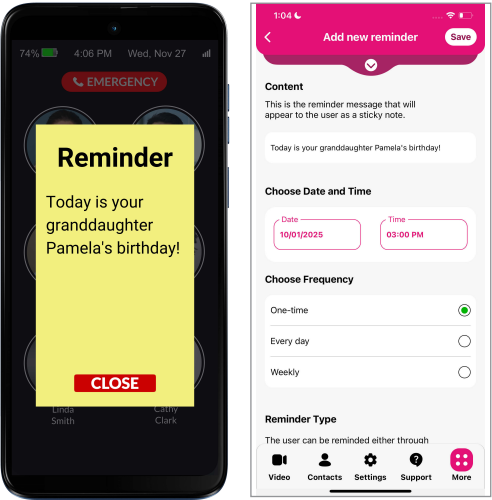 74% 4:06 PM Wed, Nov 27
EMERGENCY
Reminder
Today is your
granddaughter
Pamela's birthday!
CLOSE
Linda
Smith
Cathy
Clark
1:04
Add new reminder
Save
Content
This is the reminder message that will
appear to the user as a sticky note.
Today is your granddaughter Pamela's birthday!
Choose Date and Time
Date
10/01/2025
Time
03:00 PM
Choose Frequency
One-time
Every day
Weekly
Reminder Type
The user can be reminded either through
Video Contacts Settings Support More